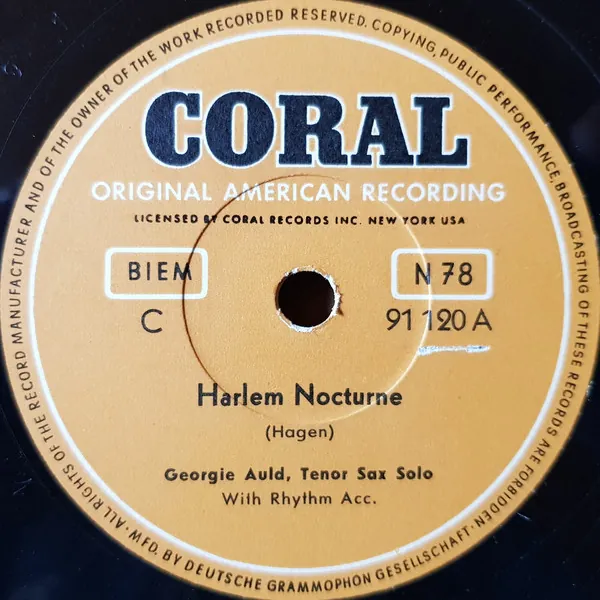 ALL RIGHTS OF THE RECORD MANUFACTURER AND OF THE OWNER OF THE WORK RECORDED RESERVED. COPYING, PUBLIC PERFORMANCE, BROADCASTING OF THESE RECORDS ARE FORBIDDEN
CORAL
ORIGINAL AMERICAN RECORDING
LICENSED BY CORAL RECORDS INC. NEW YORK USA
BIEM
N 78
C
91 120 A
Harlem Nocturne
(Hagen)
Georgie Auld, Tenor Sax Solo
With Rhythm Acc.
MFD. BY DEUTSCHE GRAMMOPHON GESELLSCHAFT